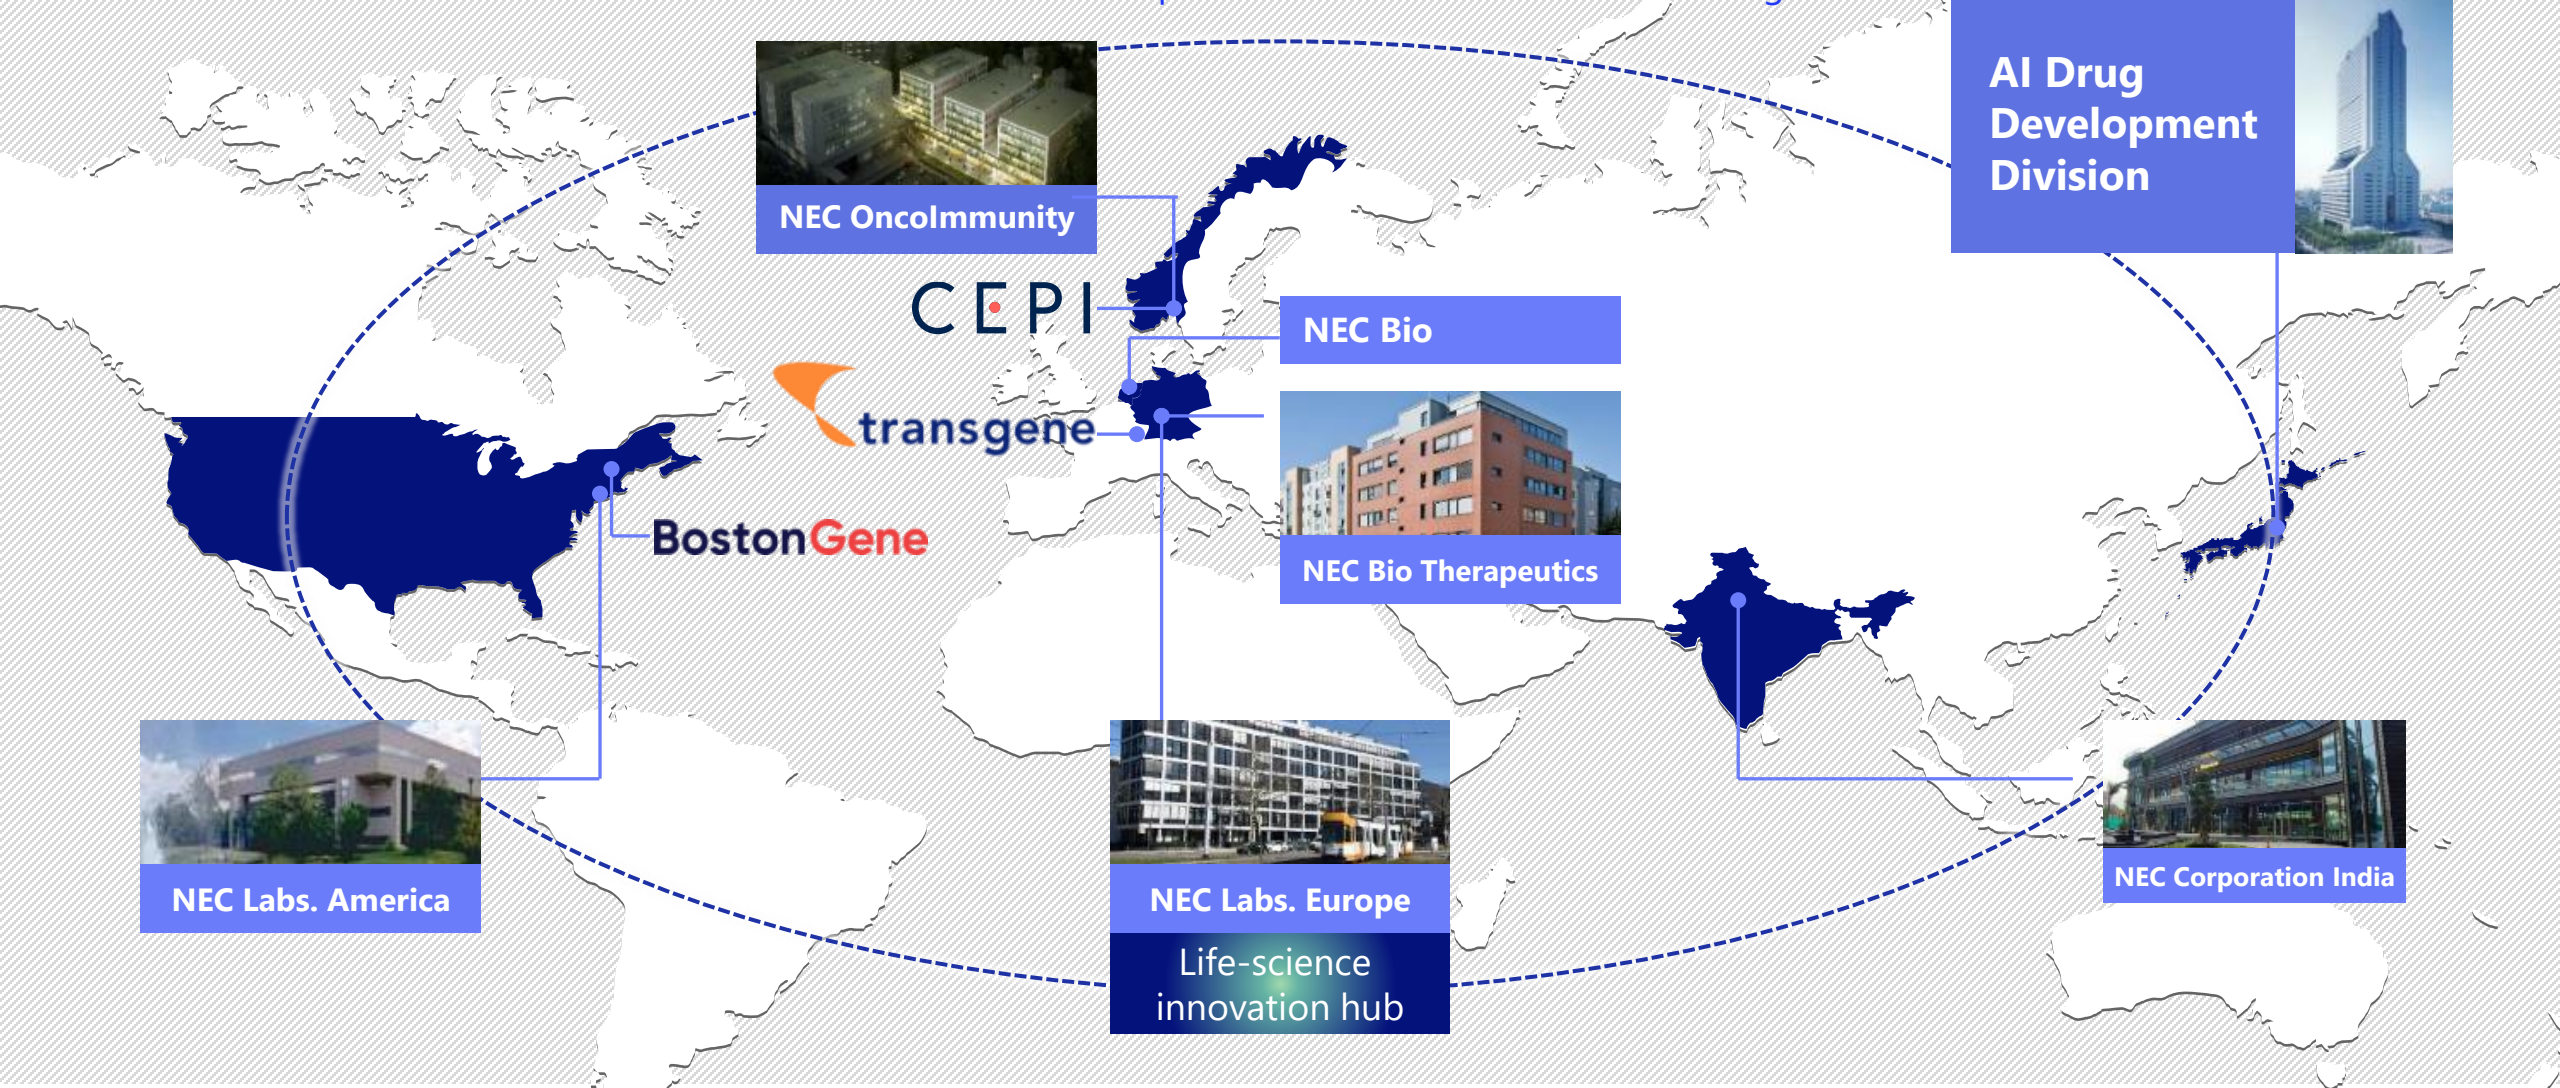 AI Drug
Development
Division
NEC OncoImmunity
CEPI
NEC Bio
transgene
BostonGene
NEC Bio Therapeutics
NEC Labs. America
NEC Labs. Europe
Life-science
innovation hub
NEC Corporation India